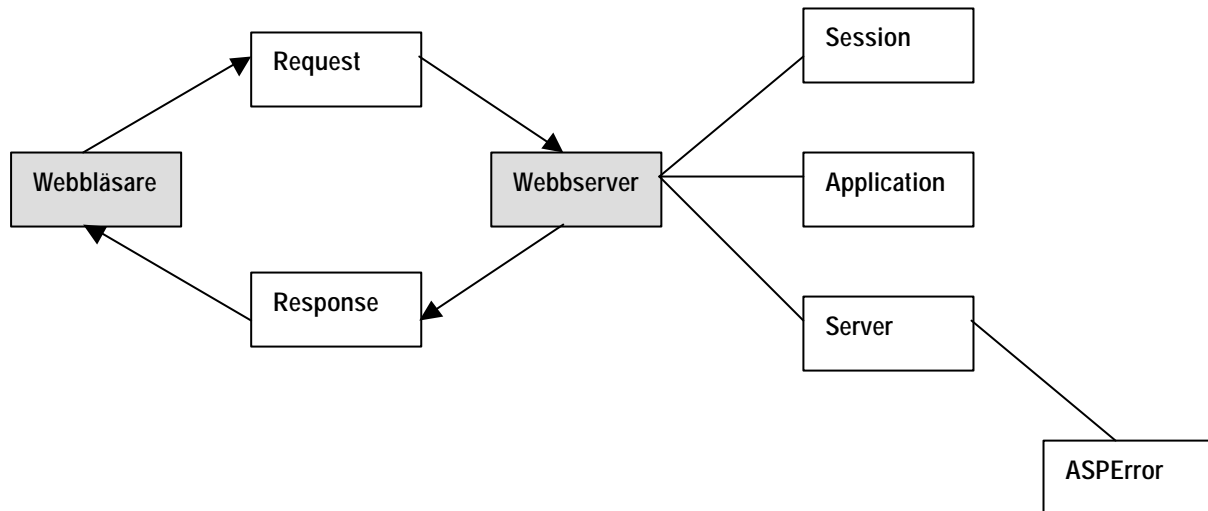 Session
Request
Webbläsare
Webbserver
Application
Response
Server
ASPError